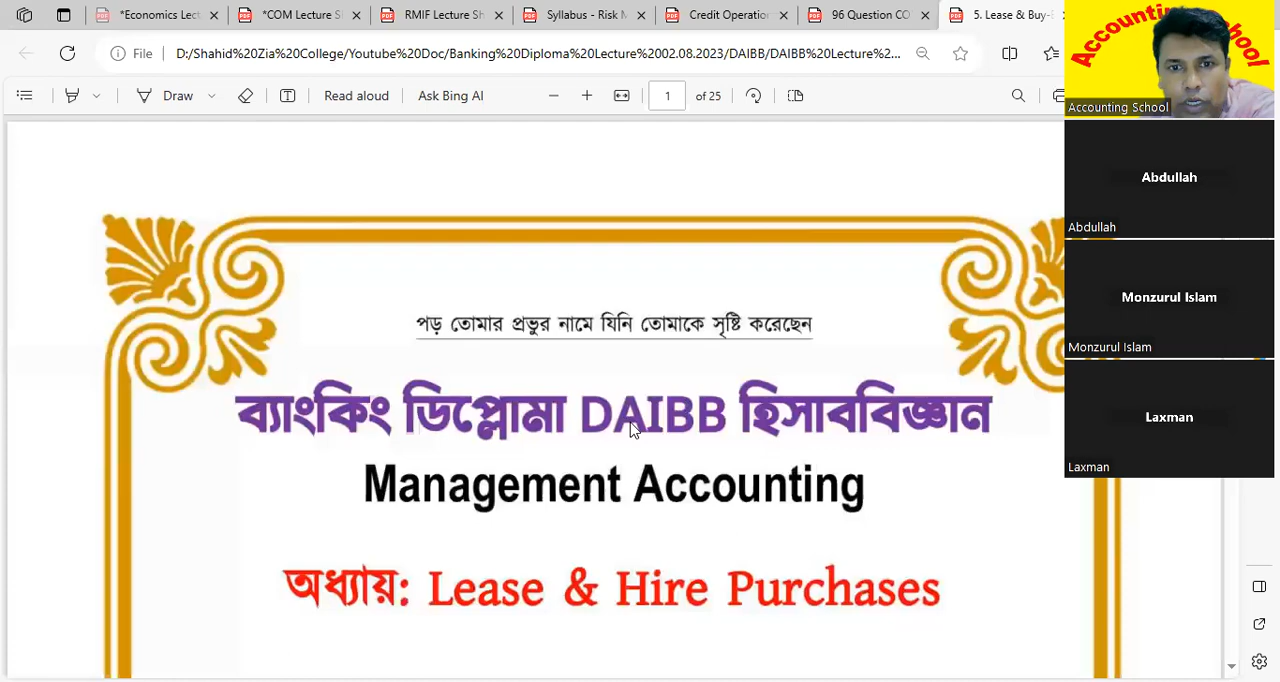 *Economics Lect
*COM Lecture S
RMIF Lecture Sh
Syllabus - Risk M
Credit Operation
96 Question CO
5. Lease & Buy-
File
D:/Shahid%20Zia%20College/Youtube%20Doc/Banking%20Diploma%20Lecture%2002.08.2023/DAIBB/DAIBB%20Lecture%2...
Draw
Read aloud
Ask Bing AI
1
of 25
Accounting School
Accounting School
Abdullah
Abdullah
Monzurul Islam
Monzurul Islam
Laxman
Laxman
পড় তোমার প্রভুর নামে যিনি তোমাকে সৃষ্টি করেছেন
ব্যাংকিং ডিপ্লোমা DAIBB হিসাববিজ্ঞান
Management Accounting
অধ্যায়: Lease & Hire Purchases